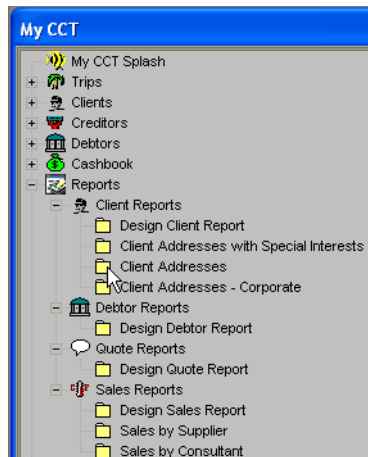 My CCT
My CCT Splash
Trips
Clients
Creditors
Debtors
Cashbook
Reports
Client Reports
Design Client Report
Client Addresses with Special Interests
Client Addresses
Client Addresses - Corporate
Debtor Reports
Design Debtor Report
Quote Reports
Design Quote Report
Sales Reports
Design Sales Report
Sales by Supplier
Sales by Consultant